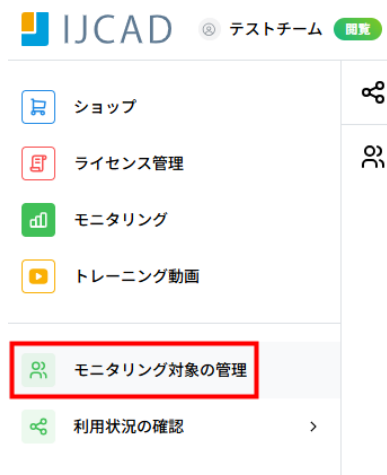 IJCAD テストチーム 閲覧
ショップ
ライセンス管理
モニタリング
トレーニング動画
モニタリング対象の管理
利用状況の確認